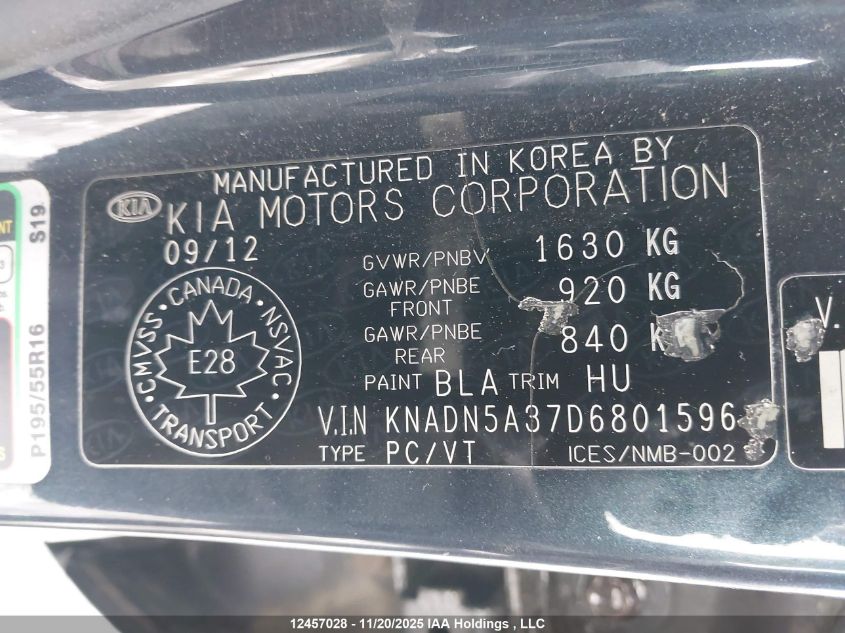 MANUFACTURED IN KOREA BY
KIA KIA MOTORS CORPORATION
09/12
GVWR/PNBV 1630 KG
GAWR/PNBE FRONT 920 KG
GAWR/PNBE REAR 840 K
PAINT BLA TRIM HU
V.I.N KNADN5A37D6801596
TYPE PC/VT ICES/NMB-002
CMVSS · CANADA · NSVAC · TRANSPORT
E28
P195/55R16 S19
NT
3
S
V.
12457028 - 11/20/2025 IAA Holdings , LLC